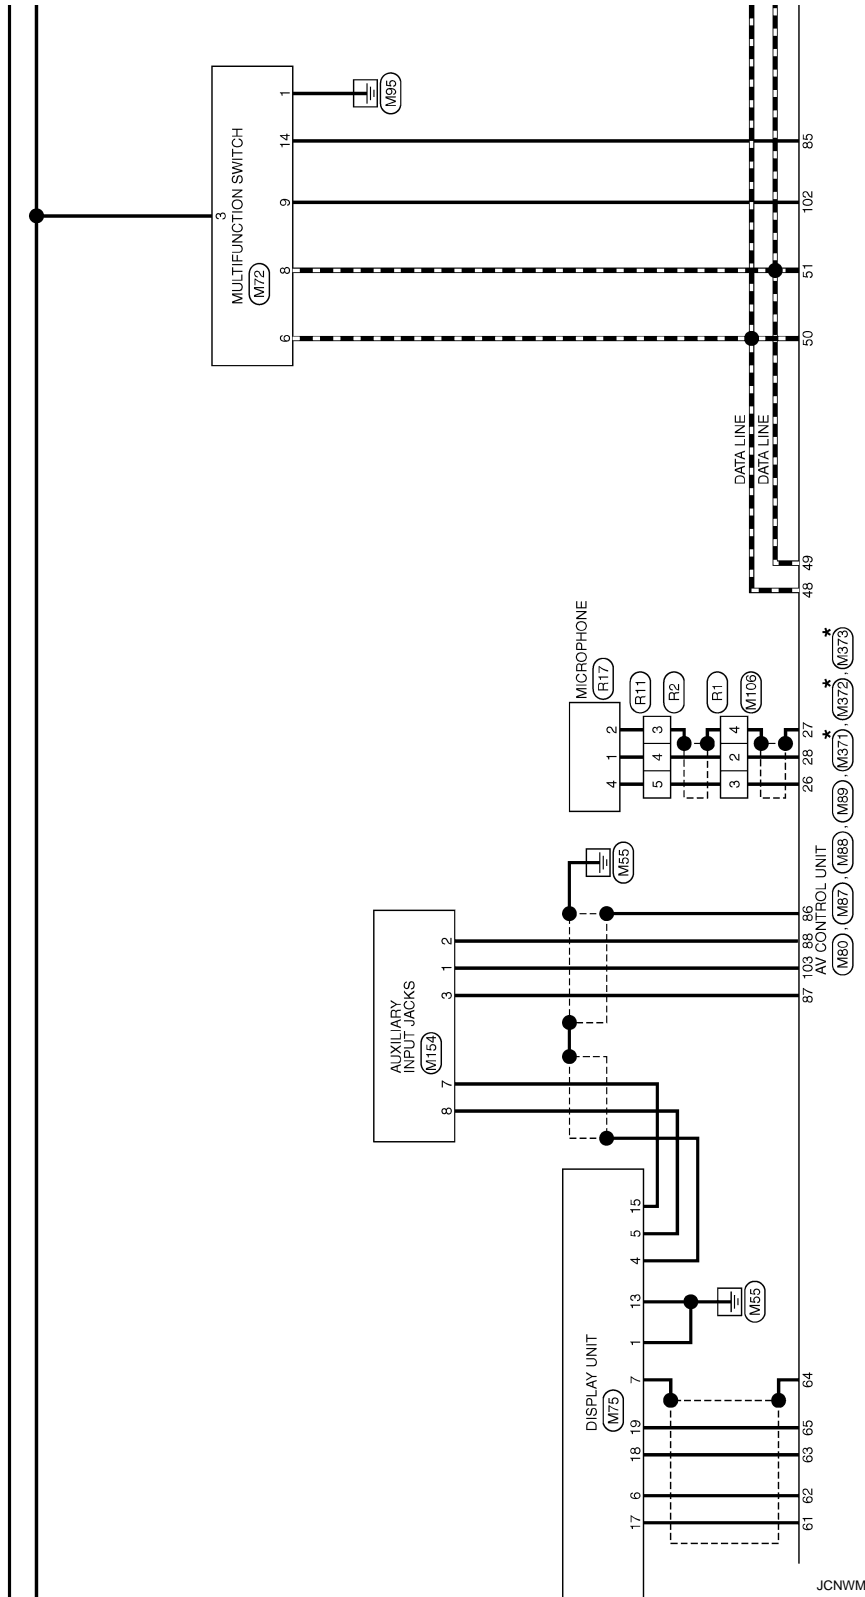 MULTIFUNCTION SWITCH
M72
3
1
14
9
8
6
M95
85
102
51
50
DATA LINE
DATA LINE
49
48
MICROPHONE
R17
2
1
4
R11
3
4
5
R2
R1
4
2
3
M106
27
28
26
AUXILIARY
INPUT JACKS
M154
2
1
3
7
8
M55
86
88
103
87
AV CONTROL UNIT
M80 , M87 , M88 , M89 , M371* , M372* , M373*
DISPLAY UNIT
M75
15
5
4
13
1
7
19
18
6
17
M55
64
65
63
62
61
JCNWM